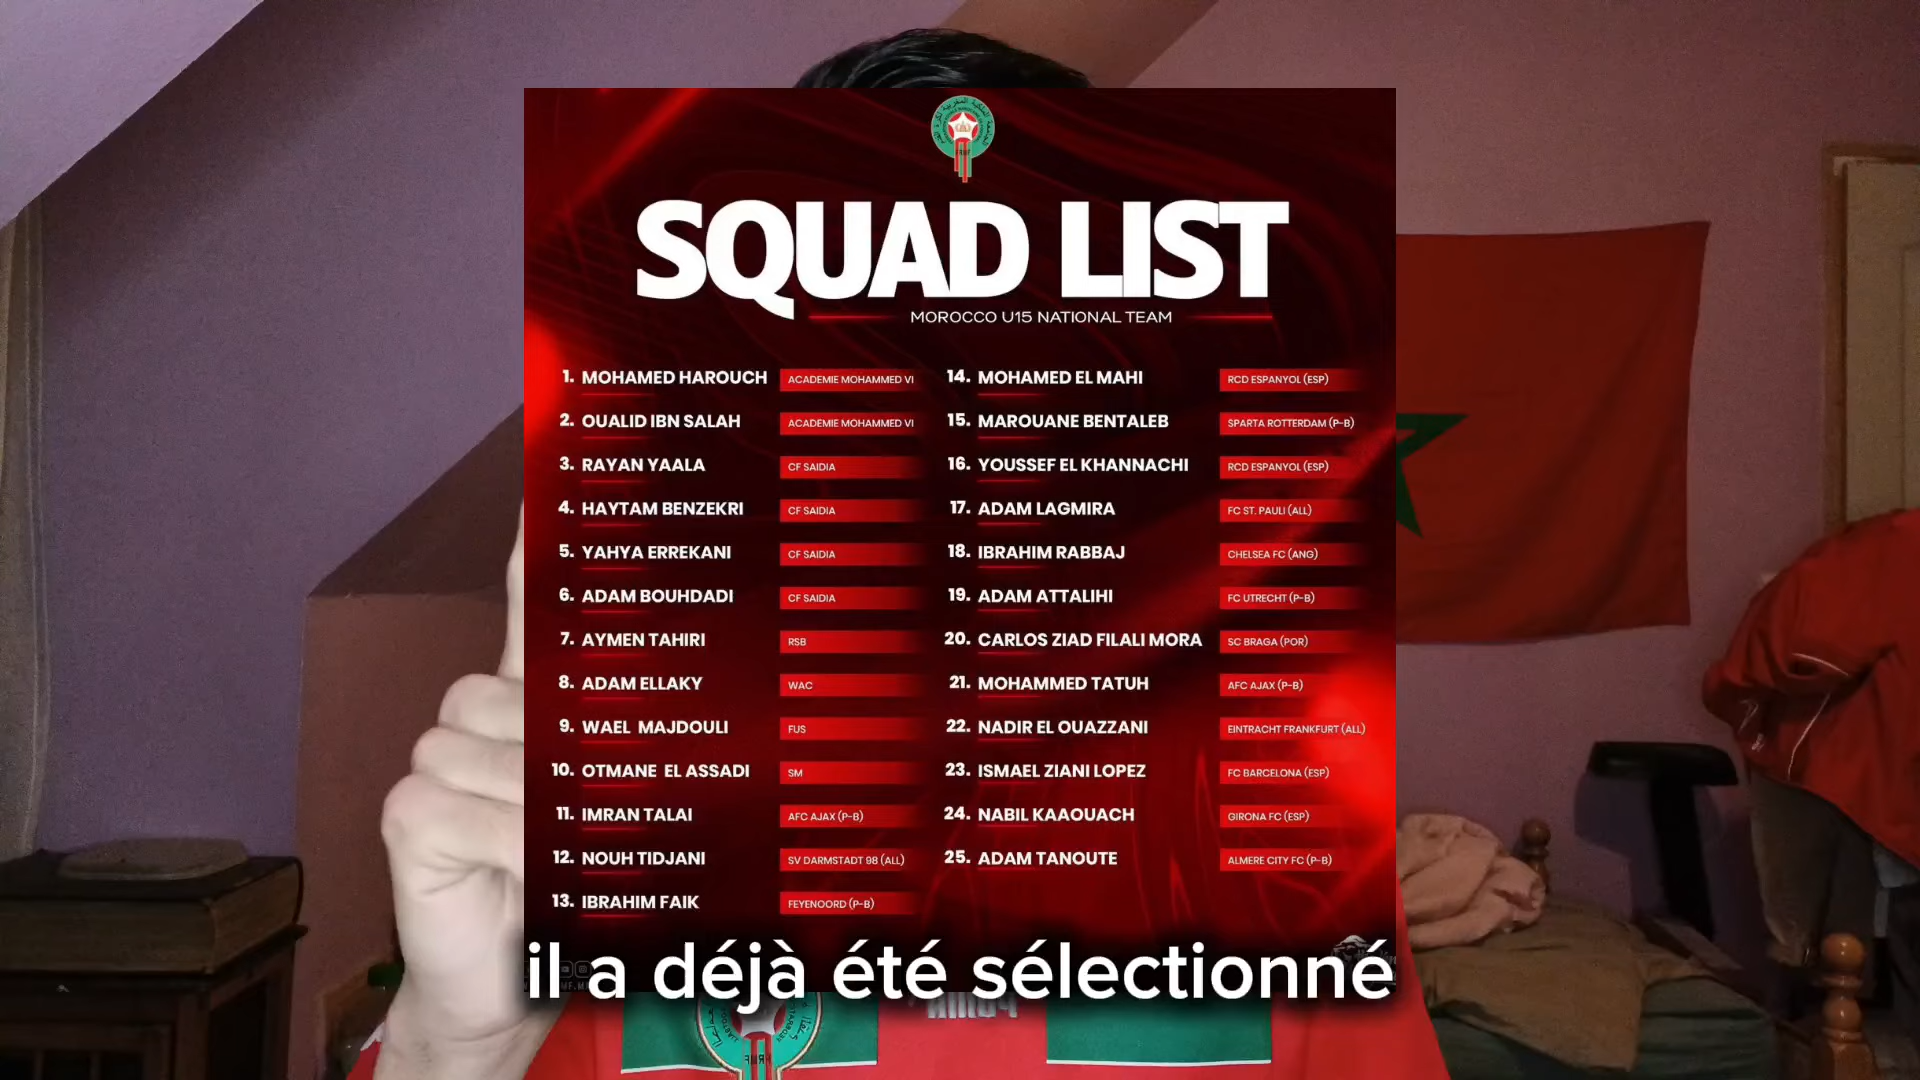 SQUAD LIST
MOROCCO U15 NATIONAL TEAM
1. MOHAMED HAROUCH ACADEMIE MOHAMMED VI
2. OUALID IBN SALAH ACADEMIE MOHAMMED VI
3. RAYAN YAALA CF SAIDIA
4. HAYTAM BENZEKRI CF SAIDIA
5. YAHYA ERREKANI CF SAIDIA
6. ADAM BOUHDADI CF SAIDIA
7. AYMEN TAHIRI RSB
8. ADAM ELLAKY WAC
9. WAEL MAJDOULI FUS
10. OTMANE EL ASSADI SM
11. IMRAN TALAI AFC AJAX (P-B)
12. NOUH TIDJANI SV DARMSTADT 98 (ALL)
13. IBRAHIM FAIK FEYENOORD (P-B)
14. MOHAMED EL MAHI RCD ESPANYOL (ESP)
15. MAROUANE BENTALEB SPARTA ROTTERDAM (P-B)
16. YOUSSEF EL KHANNACHI RCD ESPANYOL (ESP)
17. ADAM LAGMIRA FC ST. PAULI (ALL)
18. IBRAHIM RABBAJ CHELSEA FC (ANG)
19. ADAM ATTALIHI FC UTRECHT (P-B)
20. CARLOS ZIAD FILALI MORA SC BRAGA (POR)
21. MOHAMMED TATUH AFC AJAX (P-B)
22. NADIR EL OUAZZANI EINTRACHT FRANKFURT (ALL)
23. ISMAEL ZIANI LOPEZ FC BARCELONA (ESP)
24. NABIL KAAOUACH GIRONA FC (ESP)
25. ADAM TANOUTE ALMERE CITY FC (P-B)
il a déjà été sélectionné